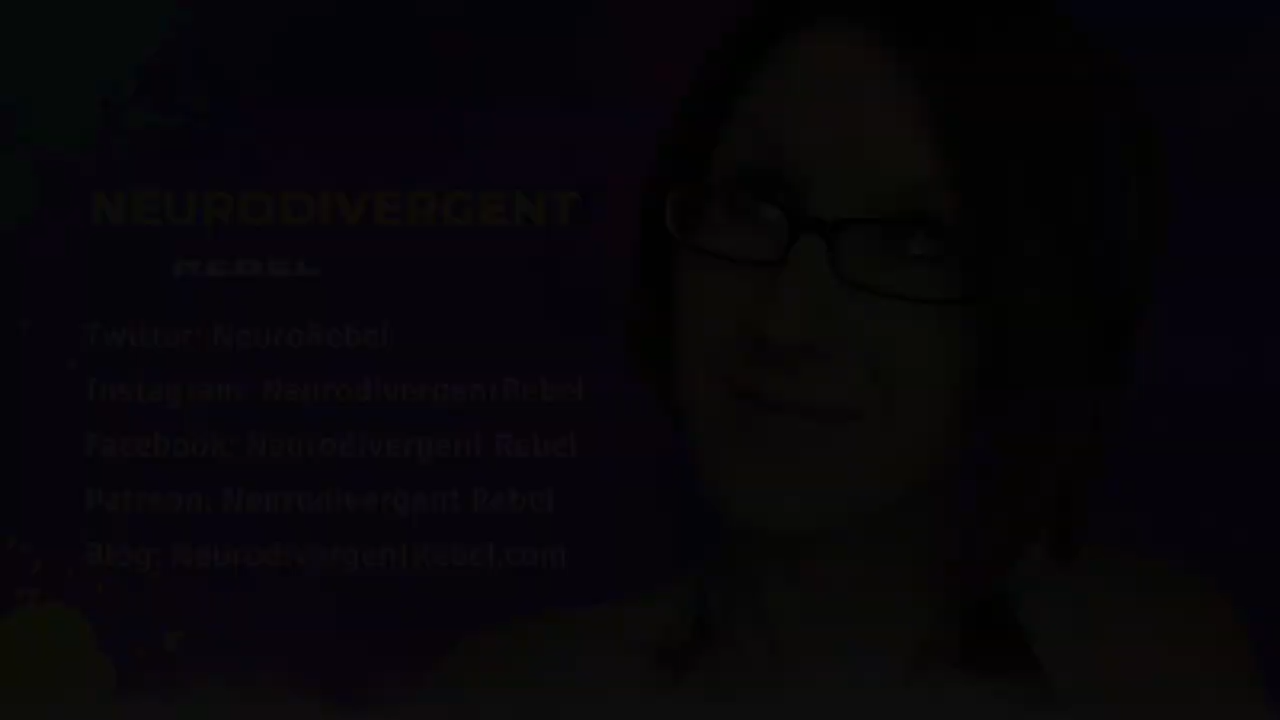 NEURODIVERGENT
REBEL
Twitter: NeuroRebel
Instagram: NeurodivergentRebel
Facebook: Neurodivergent Rebel
Patreon: Neurodivergent Rebel
Blog: NeurodivergentRebel.com